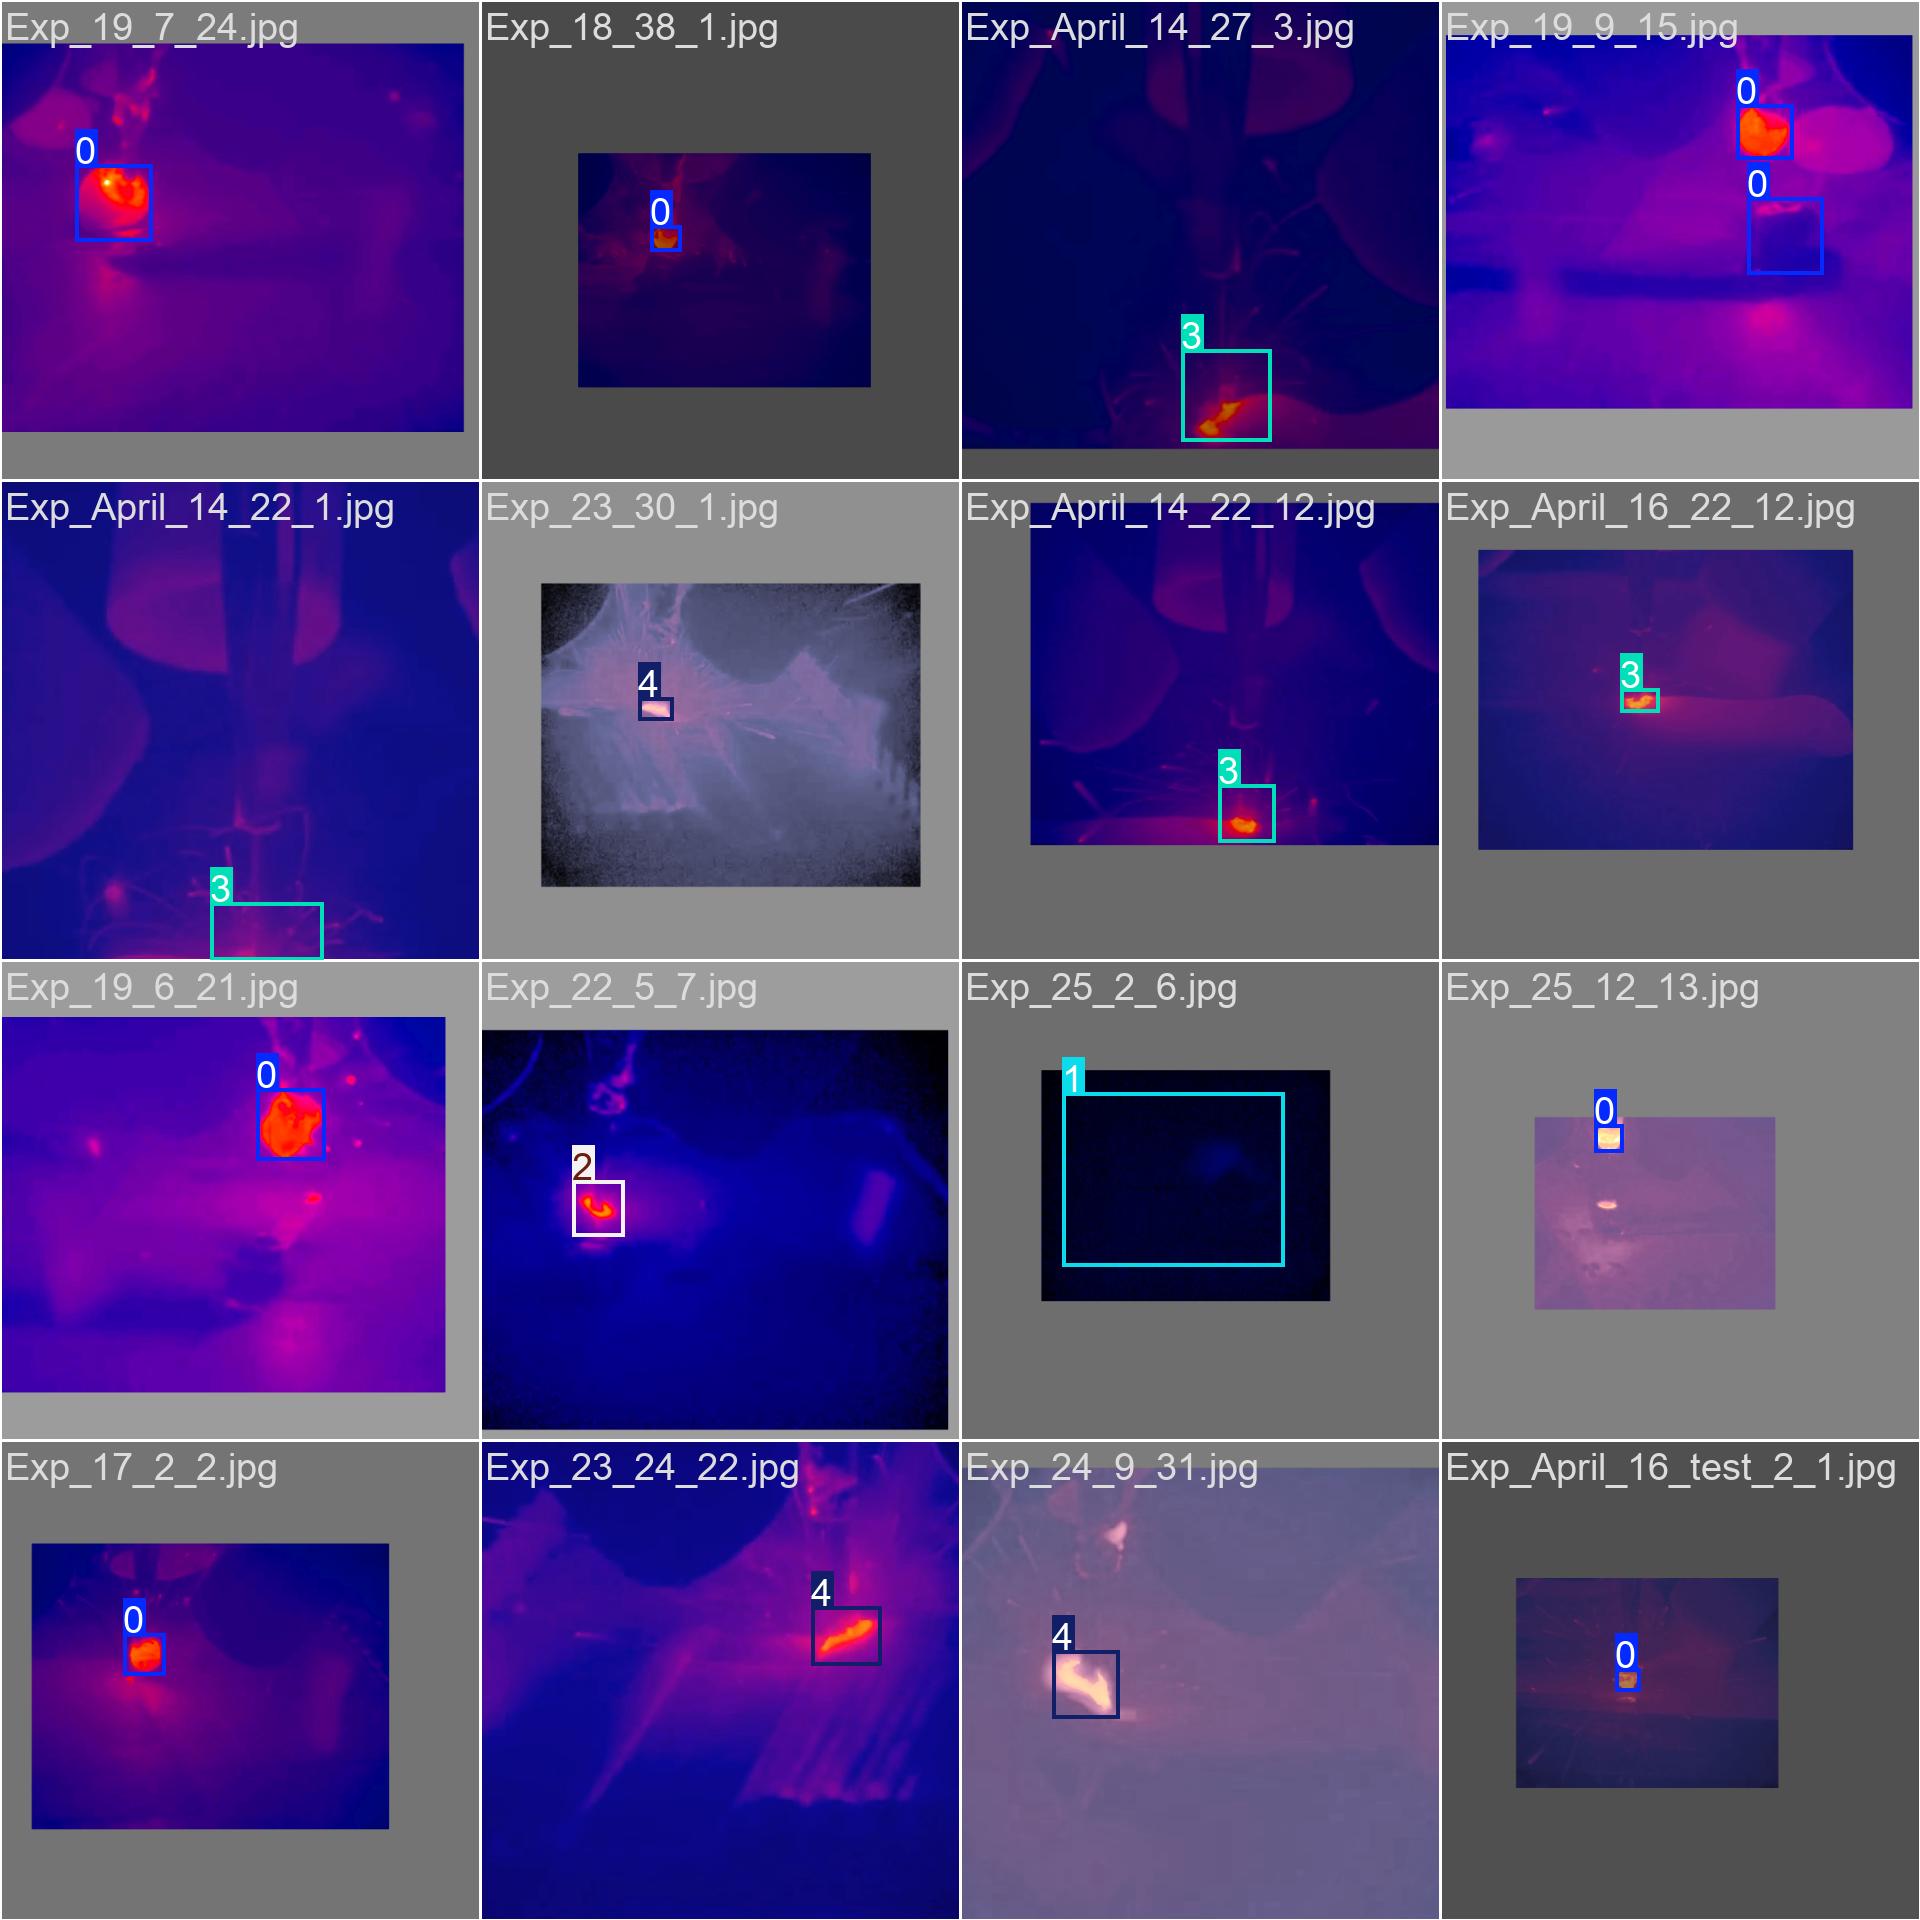 Exp_19_7_24.jpg
0
Exp_18_38_1.jpg
0
Exp_April_14_27_3.jpg
3
Exp_19_9_15.jpg
0
0
Exp_April_14_22_1.jpg
3
Exp_23_30_1.jpg
4
Exp_April_14_22_12.jpg
3
Exp_April_16_22_12.jpg
3
Exp_19_6_21.jpg
0
Exp_22_5_7.jpg
2
Exp_25_2_6.jpg
1
Exp_25_12_13.jpg
0
Exp_17_2_2.jpg
0
Exp_23_24_22.jpg
4
Exp_24_9_31.jpg
4
Exp_April_16_test_2_1.jpg
0